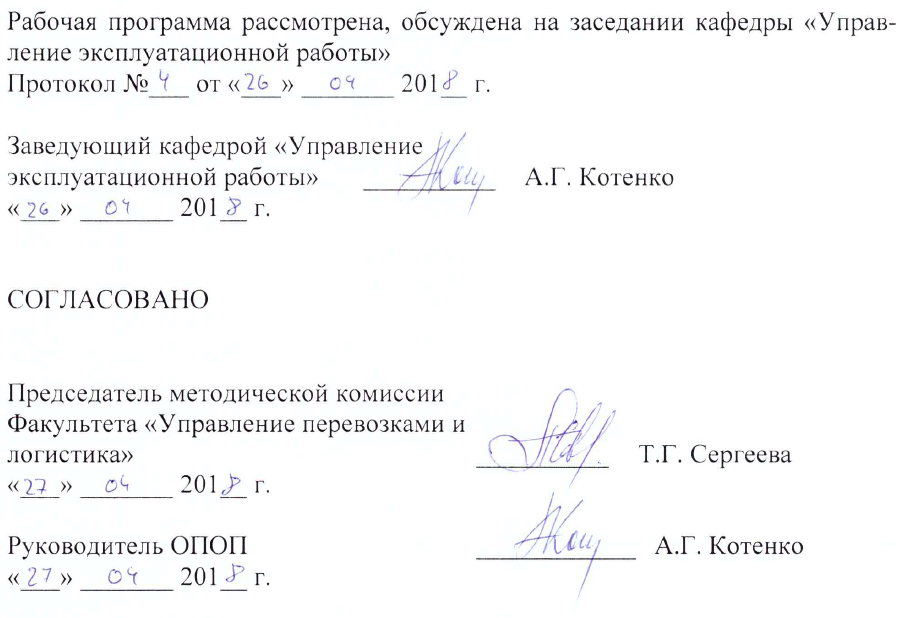 Рабочая программа рассмотрена, обсуждена на заседании кафедры «Управ-
ление эксплуатационной работы»
Протокол № 4 от «26» 04 2018 г.
Заведующий кафедрой «Управление
эксплуатационной работы» А.Г. Котенко
«26» 04 2018 г.
СОГЛАСОВАНО
Председатель методической комиссии
Факультета «Управление перевозками и
логистика» Т.Г. Сергеева
«27» 04 2018 г.
Руководитель ОПОП А.Г. Котенко
«27» 04 2018 г.